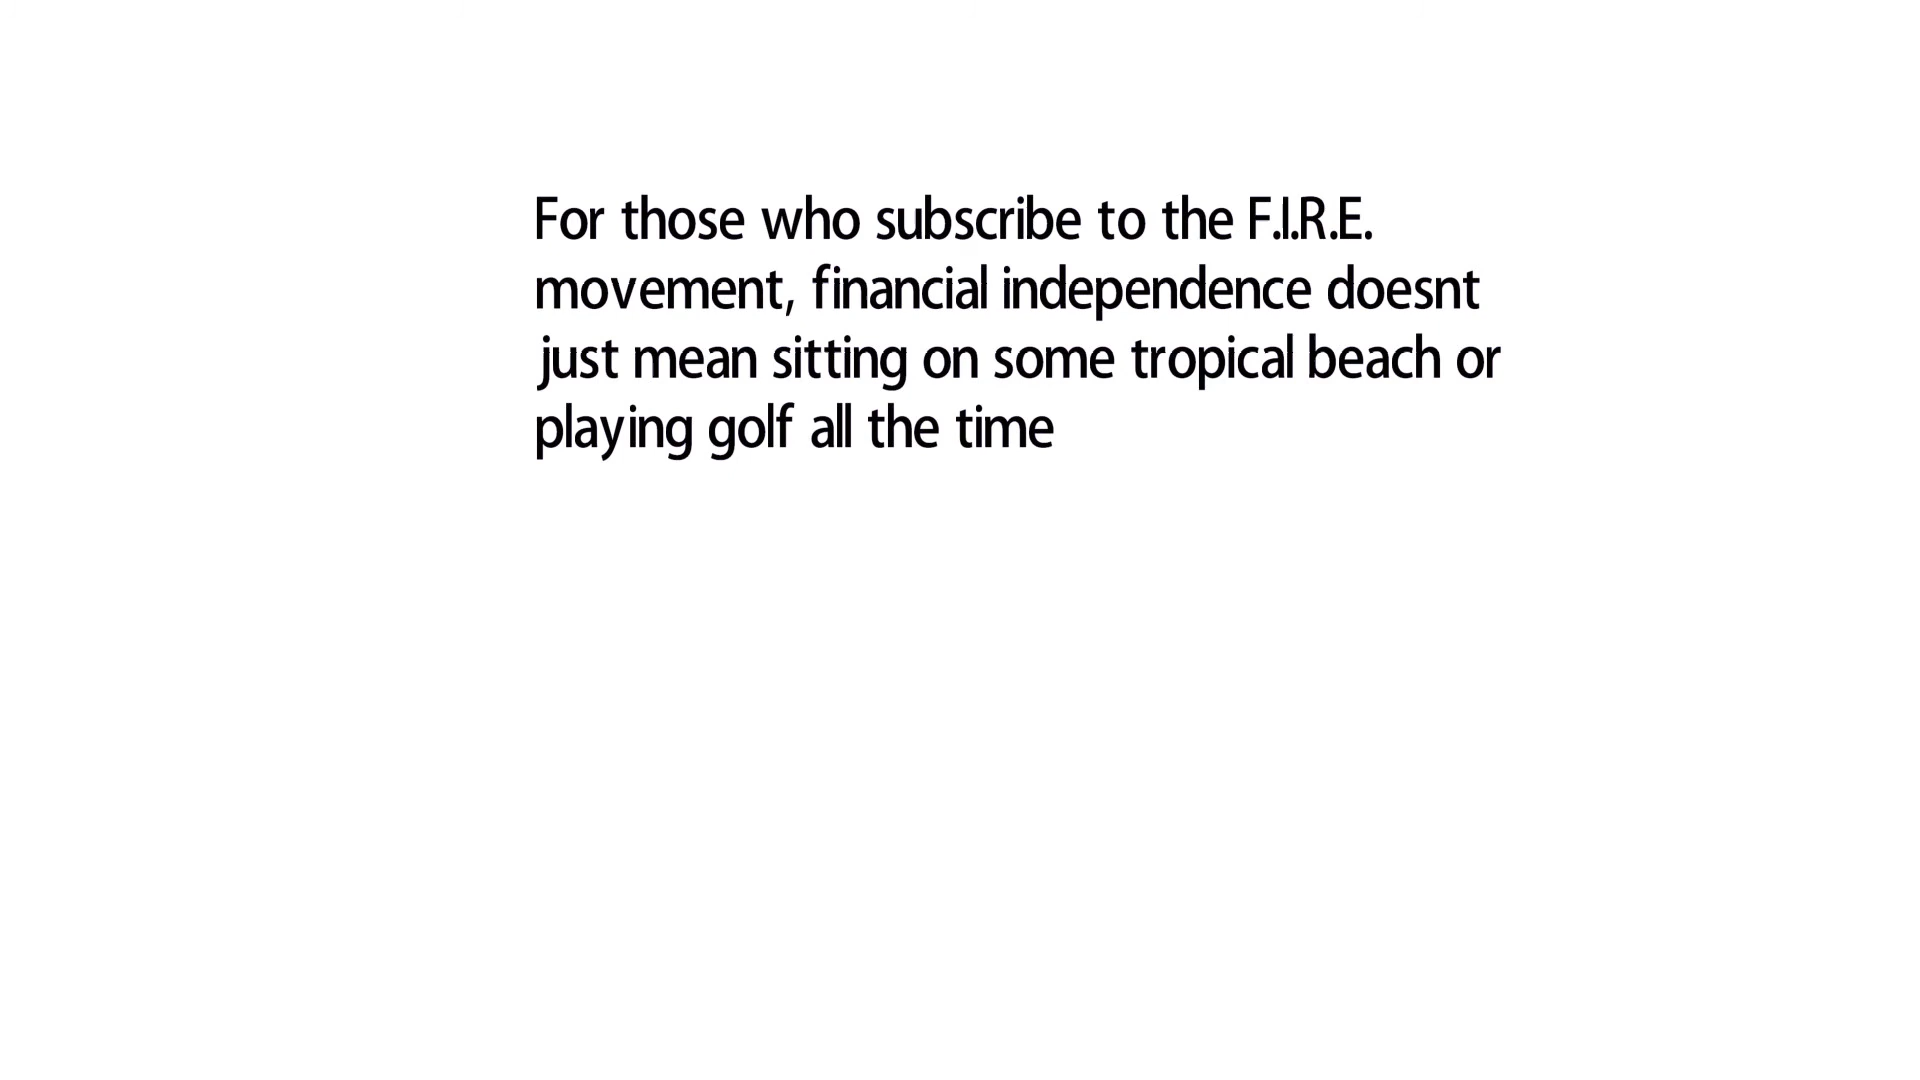 For those who subscribe to the F.I.R.E.
movement, financial independence doesnt
just mean sitting on some tropical beach or
playing golf all the time